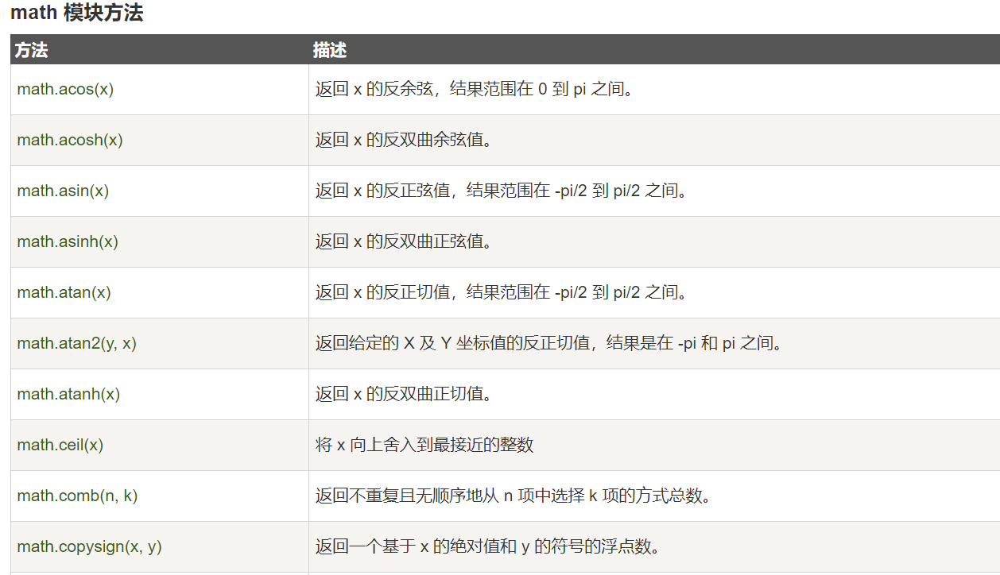 math 模块方法
方法 描述
math.acos(x) 返回 x 的反余弦，结果范围在 0 到 pi 之间。
math.acosh(x) 返回 x 的反双曲余弦值。
math.asin(x) 返回 x 的反正弦值，结果范围在 -pi/2 到 pi/2 之间。
math.asinh(x) 返回 x 的反双曲正弦值。
math.atan(x) 返回 x 的反正切值，结果范围在 -pi/2 到 pi/2 之间。
math.atan2(y, x) 返回给定的 X 及 Y 坐标值的反正切值，结果是在 -pi 和 pi 之间。
math.atanh(x) 返回 x 的反双曲正切值。
math.ceil(x) 将 x 向上舍入到最接近的整数
math.comb(n, k) 返回不重复且无顺序地从 n 项中选择 k 项的方式总数。
math.copysign(x, y) 返回一个基于 x 的绝对值和 y 的符号的浮点数。